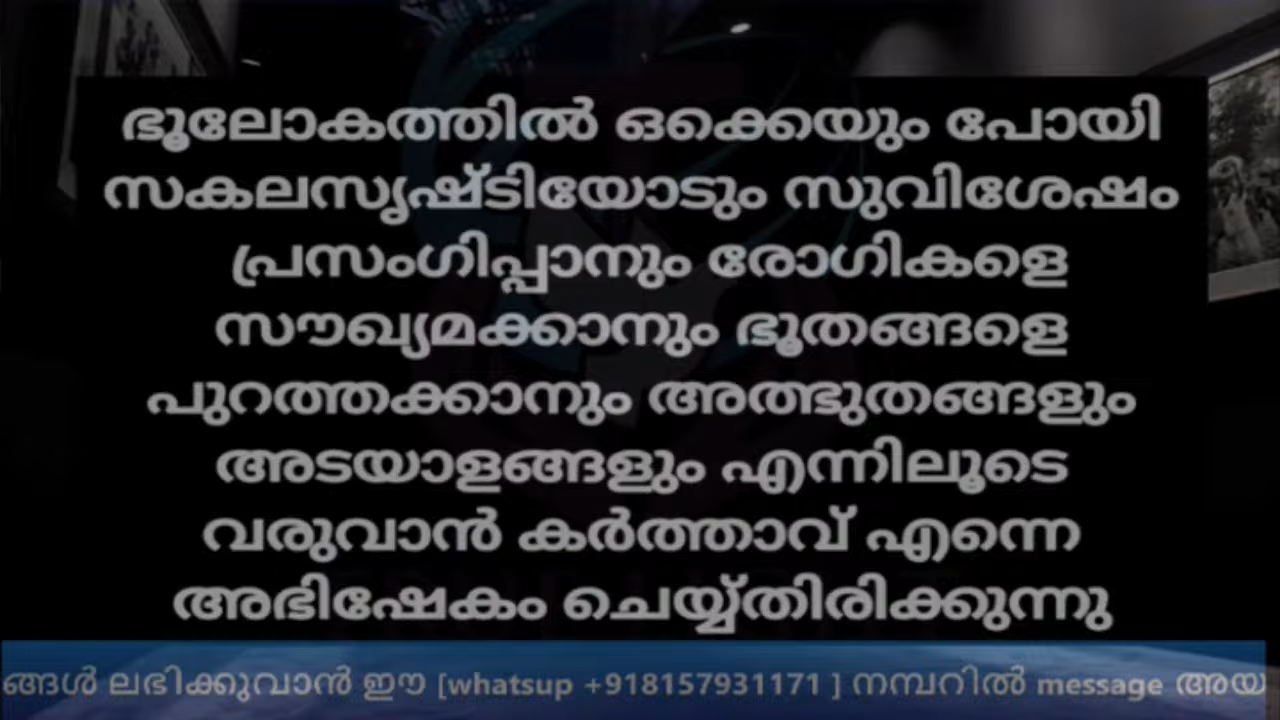 ഭൂലോകത്തിൽ ഒക്കെയും പോയി
സകലസൃഷ്ടിയോടും സുവിശേഷം
പ്രസംഗിപ്പാനും രോഗികളെ
സൗഖ്യമക്കാനും ഭൂതങ്ങളെ
പുറത്തക്കാനും അത്ഭുതങ്ങളും
അടയാളങ്ങളും എന്നിലൂടെ
വരുവാൻ കർത്താവ് എന്നെ
അഭിഷേകം ചെയ്യ്തിരിക്കുന്നു
ങ്ങൾ ലഭിക്കുവാൻ ഈ [whatsup +918157931171 ] നമ്പറിൽ message അയ